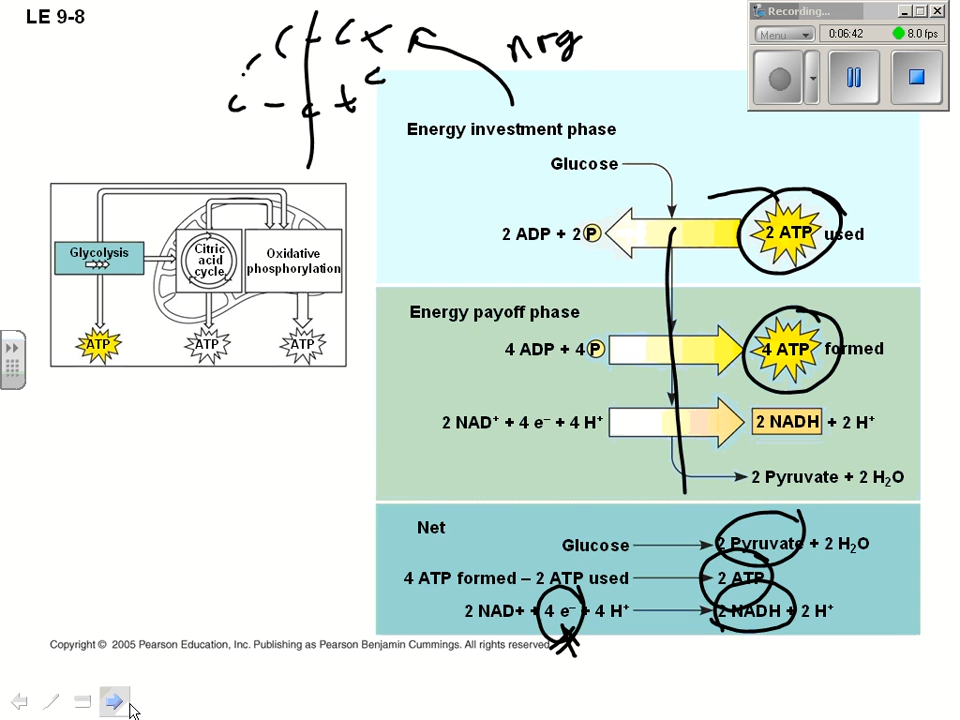 LE 9-8
Recording...
Menu
0:06:42
8.0 fps
C - C
C
C - C
nrg
Energy investment phase
Glucose
2 ADP + 2 P
2 ATP used
Glycolysis
Citric
acid
cycle
Oxidative
phosphorylation
ATP
ATP
ATP
Energy payoff phase
4 ADP + 4 P
4 ATP formed
2 NAD+ + 4 e– + 4 H+
2 NADH + 2 H+
2 Pyruvate + 2 H₂O
Net
Glucose
2 Pyruvate + 2 H₂O
4 ATP formed – 2 ATP used
2 ATP
2 NAD+ + 4 e– + 4 H+
2 NADH + 2 H+
Copyright © 2005 Pearson Education, Inc. Publishing as Pearson Benjamin Cummings. All rights reserved.